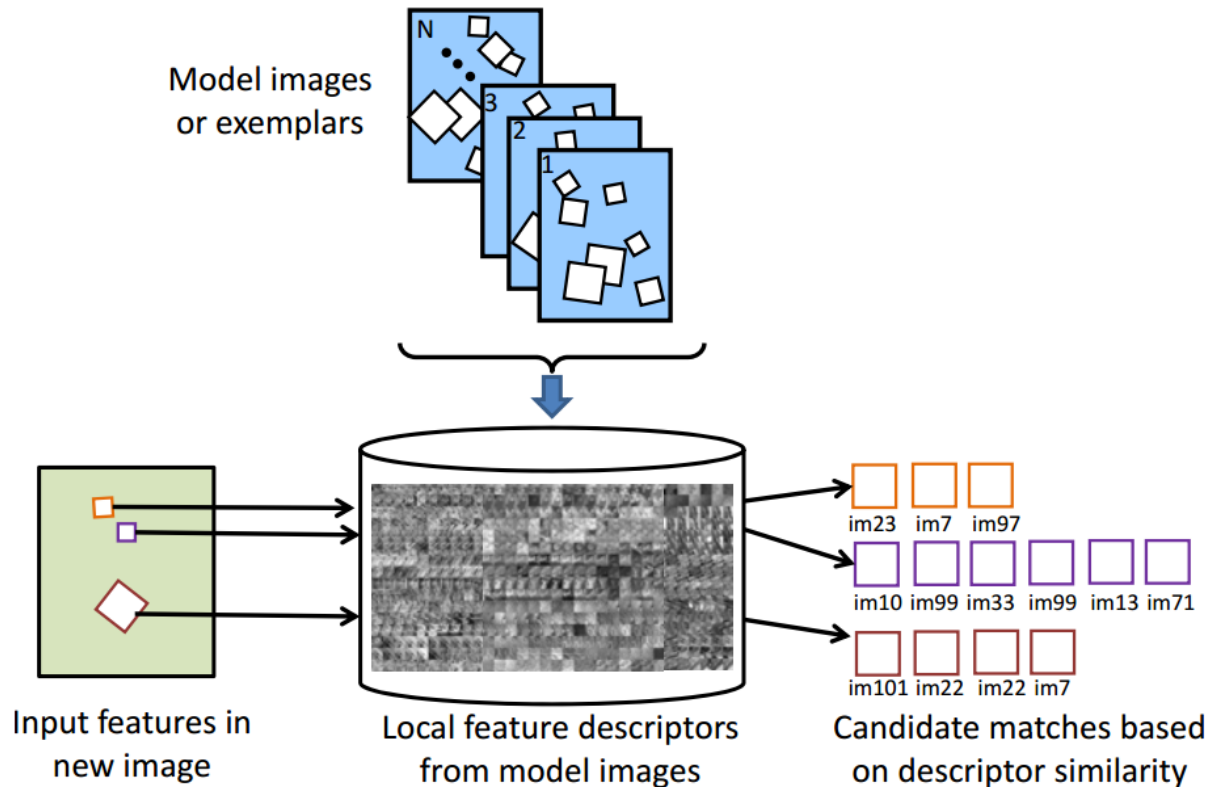 Model images
or exemplars
N
3
2
1
im23 im7 im97
im10 im99 im33 im99 im13 im71
im101 im22 im22 im7
Input features in
new image
Local feature descriptors
from model images
Candidate matches based
on descriptor similarity